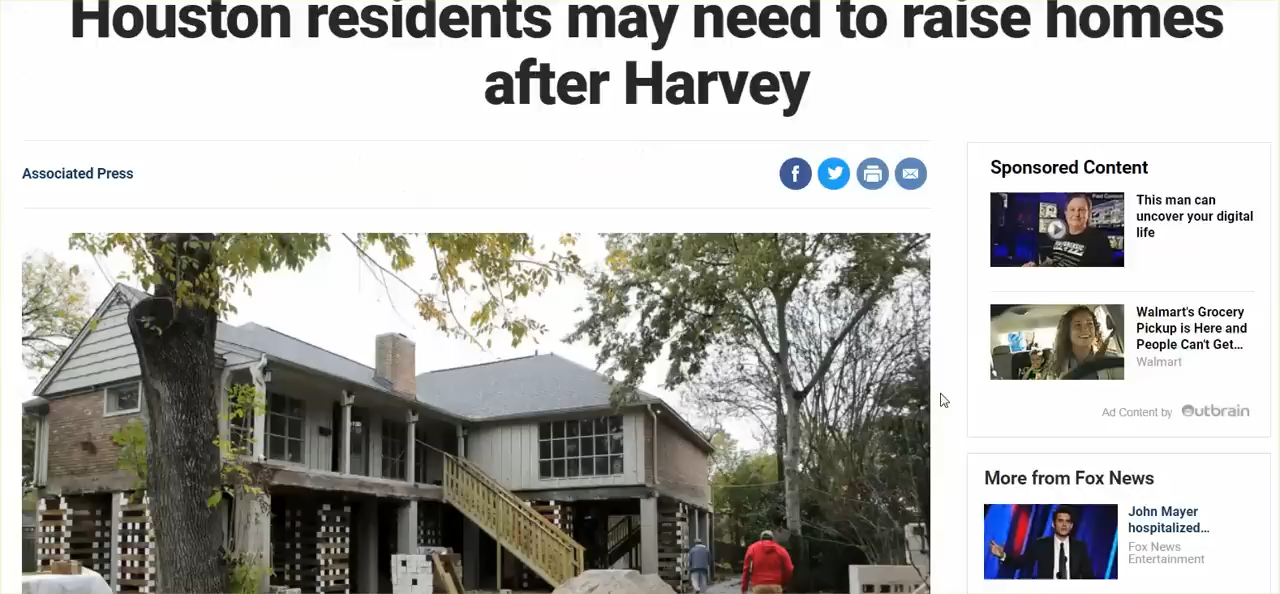 Houston residents may need to raise homes
after Harvey
Associated Press
Sponsored Content
This man can
uncover your digital
life
Walmart's Grocery
Pickup is Here and
People Can't Get...
Walmart
Ad Content by Outbrain
More from Fox News
John Mayer
hospitalized...
Fox News
Entertainment